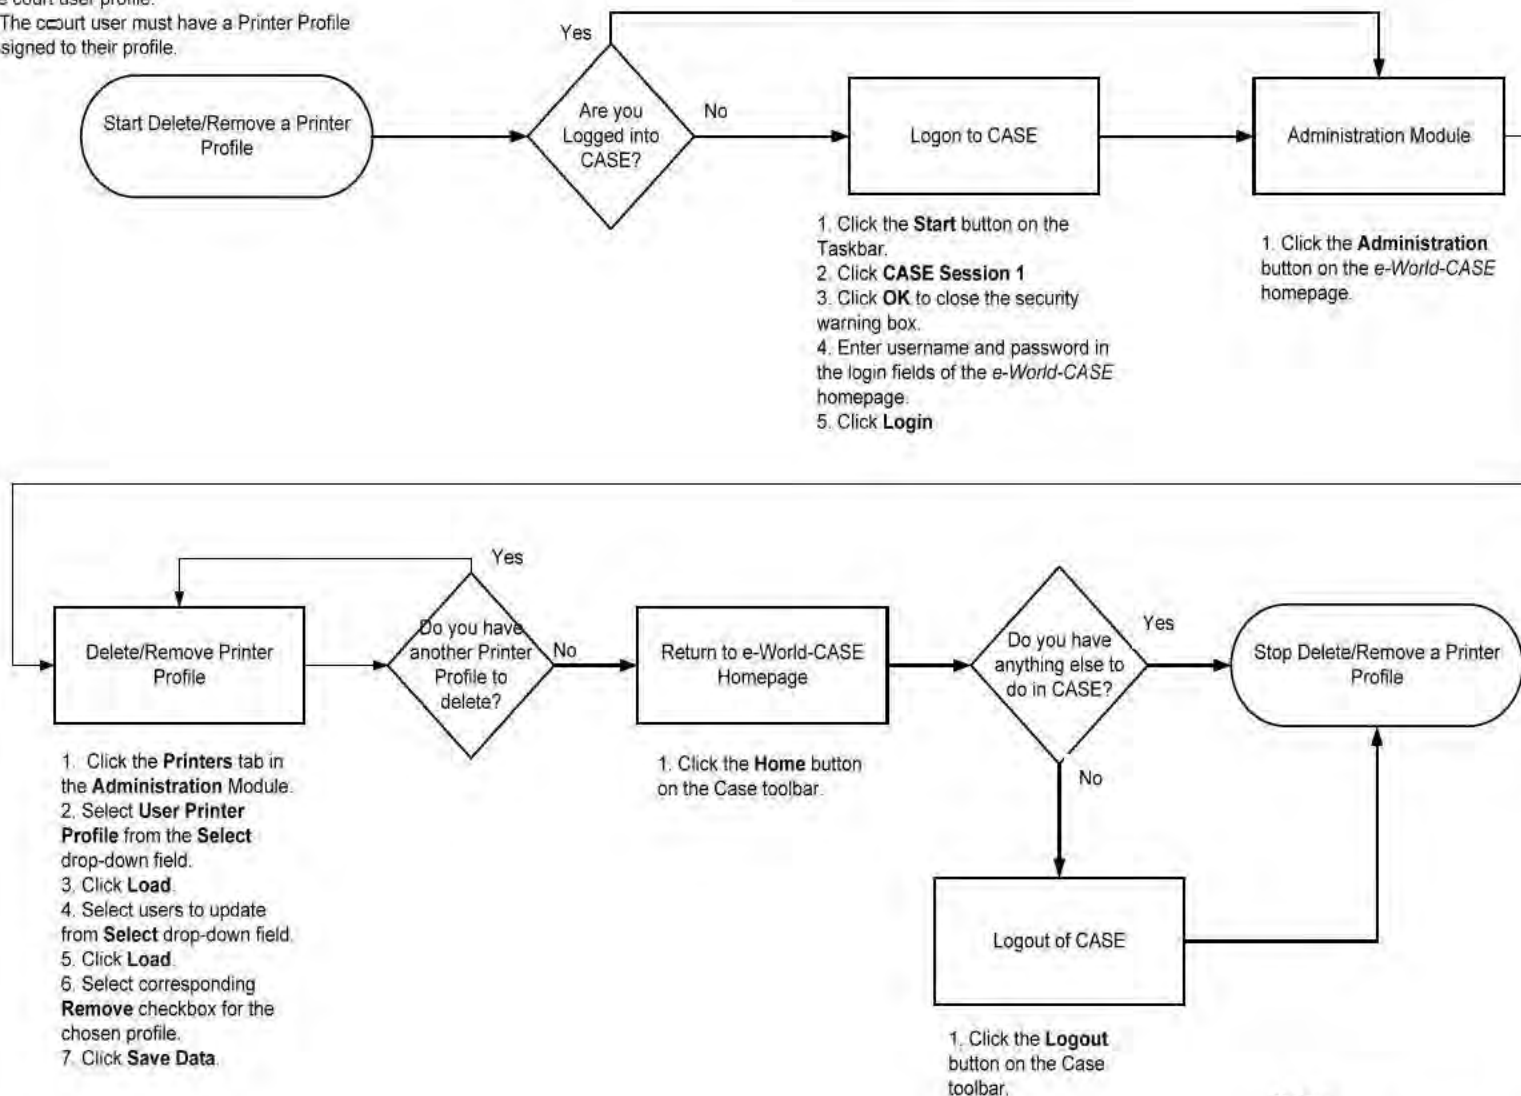 court user profile.
The court user must have a Printer Profile
signed to their profile.
Yes
Start Delete/Remove a Printer
Profile
Are you
Logged into
CASE?
No
Logon to CASE
Administration Module
1. Click the Start button on the
Taskbar.
2. Click CASE Session 1
3. Click OK to close the security
warning box.
4. Enter username and password in
the login fields of the e-World-CASE
homepage.
5. Click Login
1. Click the Administration
button on the e-World-CASE
homepage.
Yes
Delete/Remove Printer
Profile
Do you have
another Printer
Profile to
delete?
No
Return to e-World-CASE
Homepage
Do you have
anything else to
do in CASE?
Yes
Stop Delete/Remove a Printer
Profile
1. Click the Printers tab in
the Administration Module.
2. Select User Printer
Profile from the Select
drop-down field.
3. Click Load.
4. Select users to update
from Select drop-down field.
5. Click Load.
6. Select corresponding
Remove checkbox for the
chosen profile.
7. Click Save Data.
1. Click the Home button
on the Case toolbar.
No
Logout of CASE
1. Click the Logout
button on the Case
toolbar.